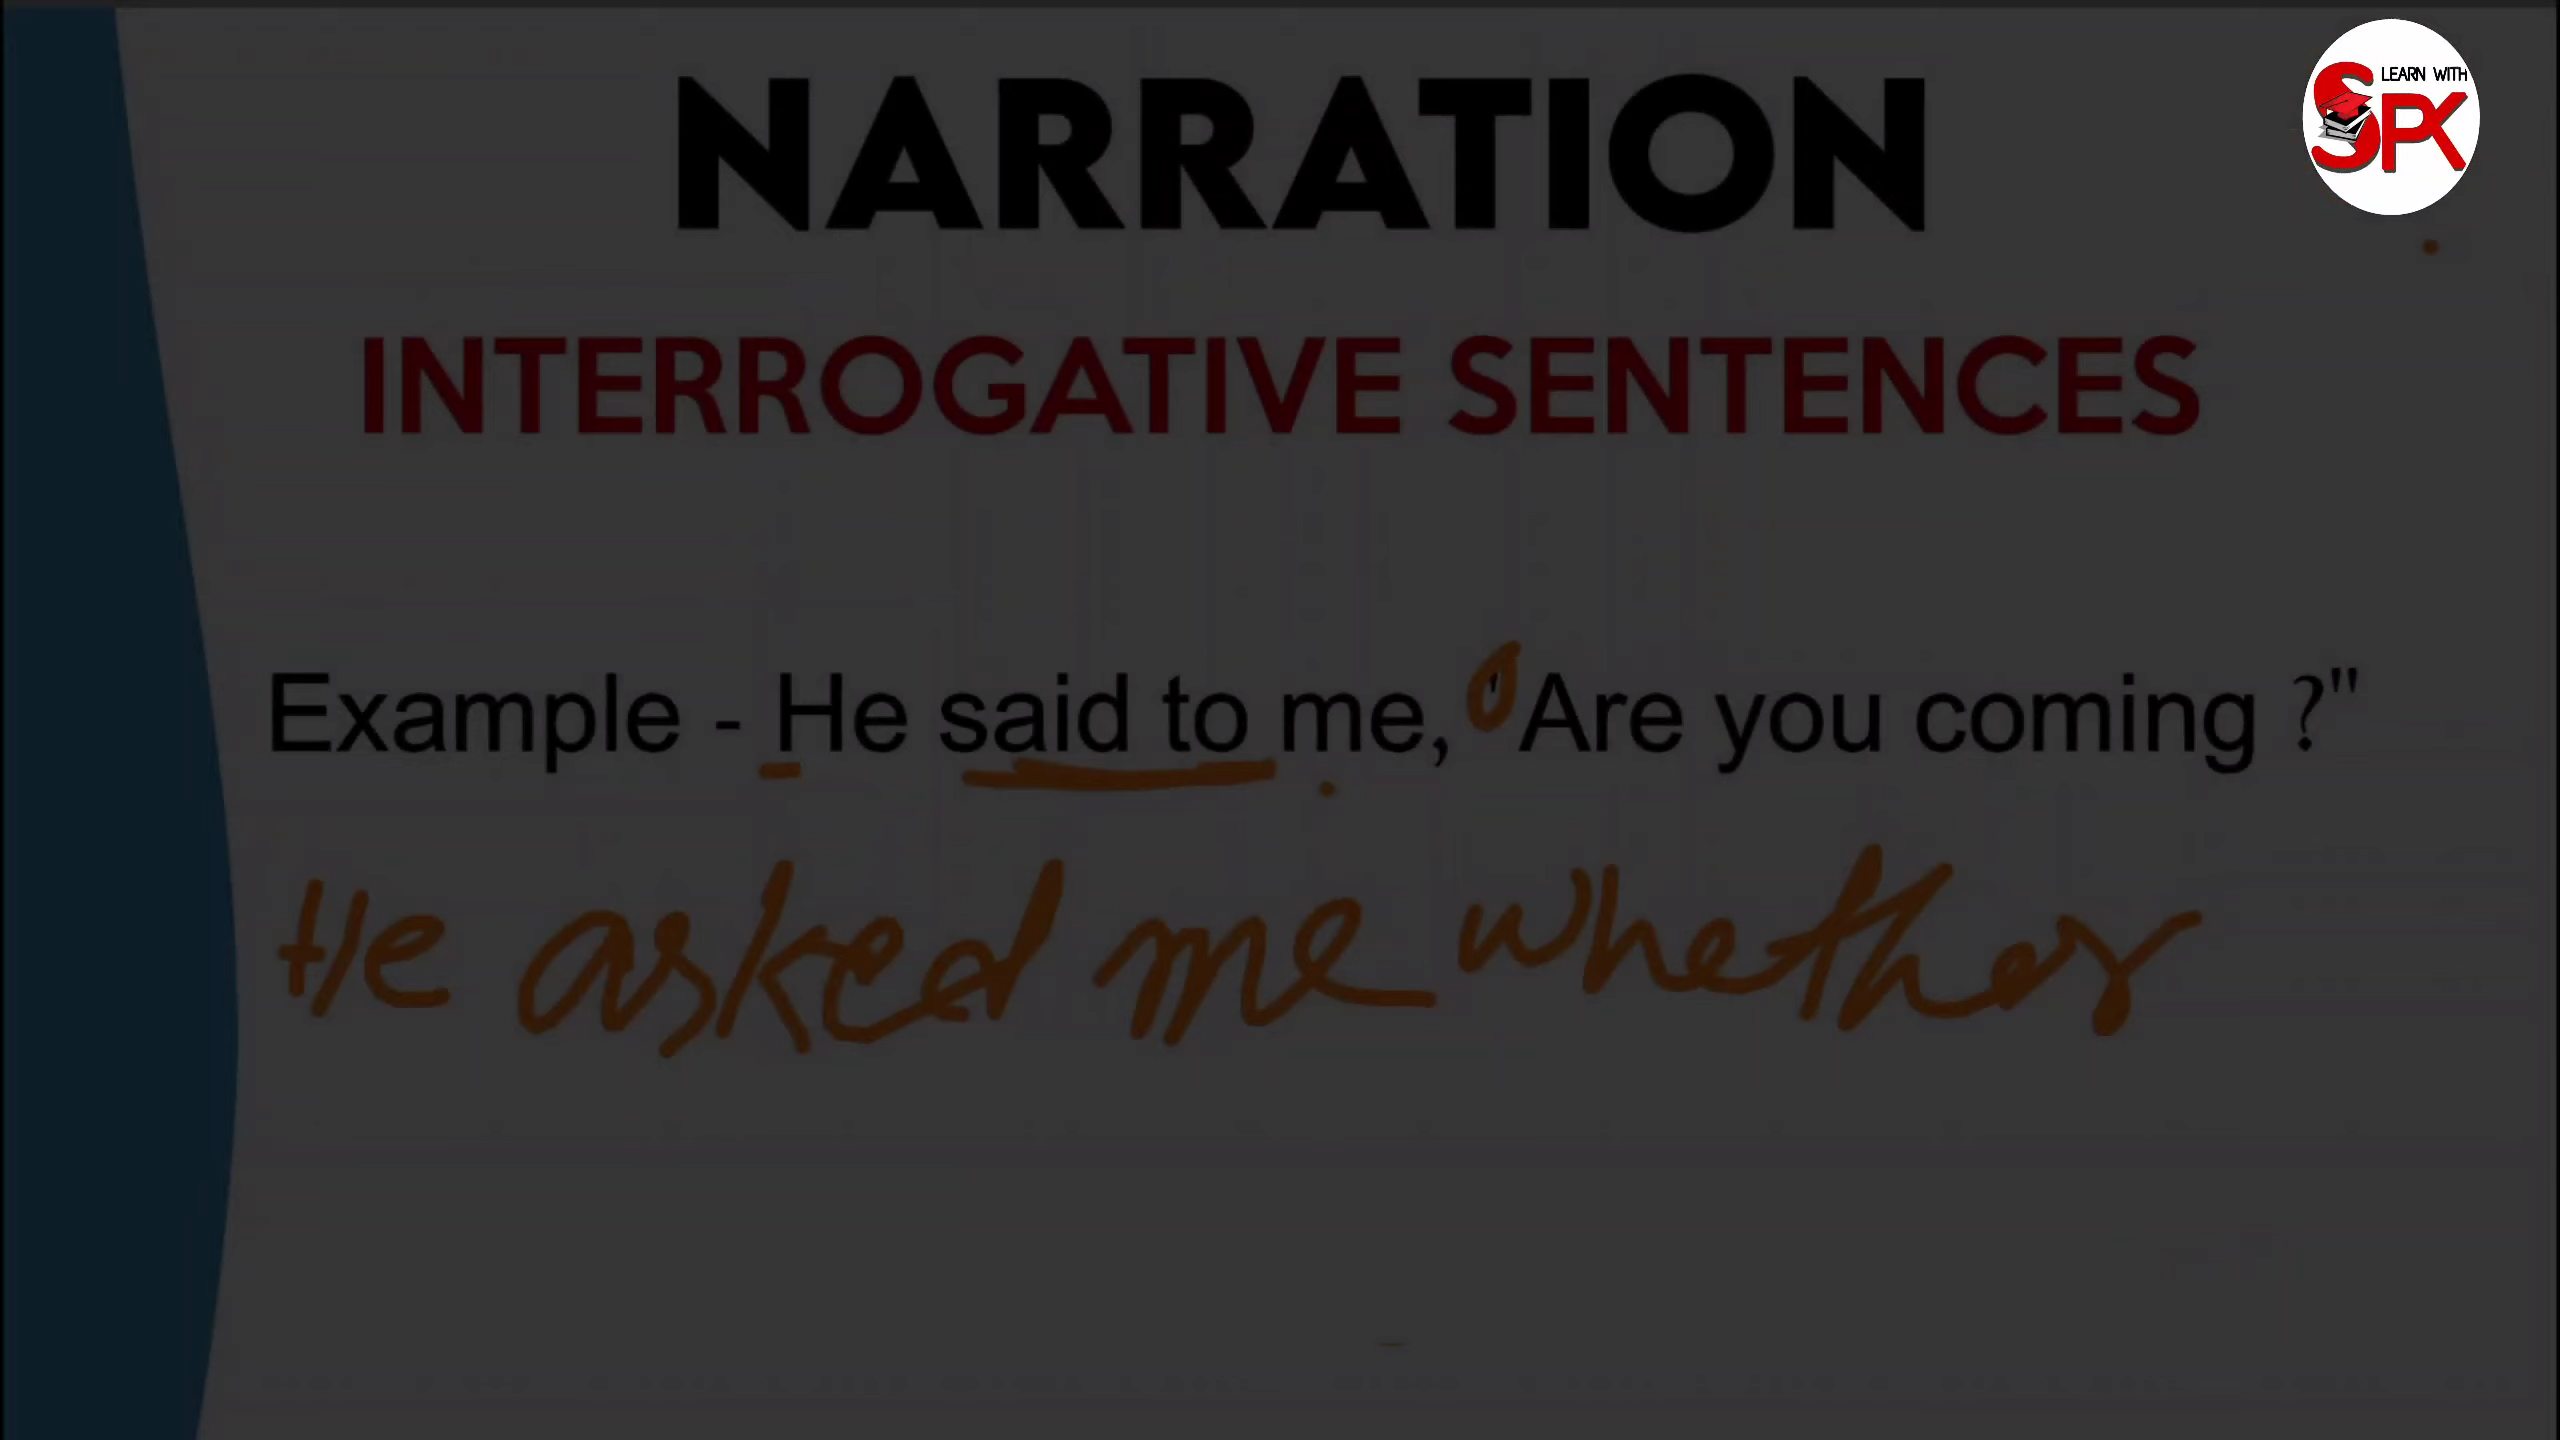 LEARN WITH
SPK
NARRATION
INTERROGATIVE SENTENCES
Example - He said to me, "Are you coming ?"
He asked me whether